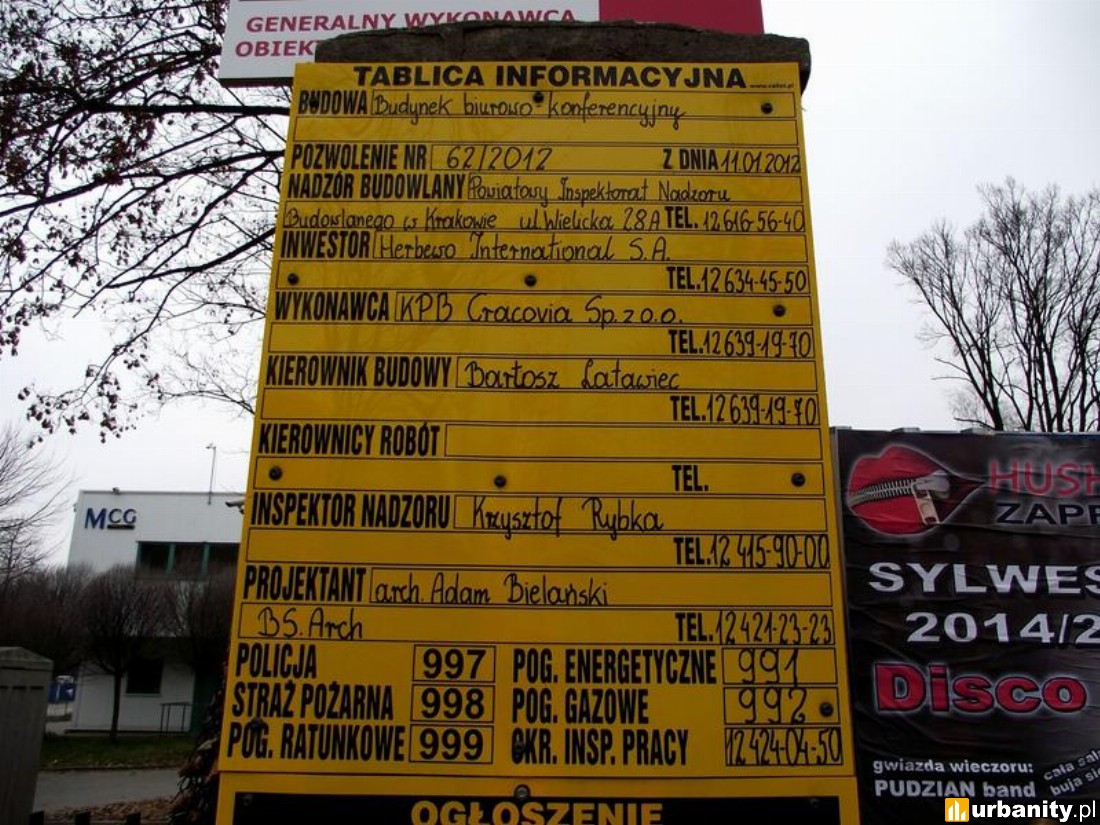 GENERALNY WYKONAWCA
TABLICA INFORMACYJNA
BUDOWA Budynek biurowo-konferencyjny
POZWOLENIE NR 62/2012 Z DNIA 11.01.2012
NADZÓR BUDOWLANY Powiatowy Inspektorat Nadzoru
Budowlanego w Krakowie ul. Wielicka 28A TEL. 12 616-56-40
INWESTOR Herbewo International S.A.
TEL. 12 634-45-50
WYKONAWCA KPB Cracovia Sp. z o.o.
TEL. 12 639-19-70
KIEROWNIK BUDOWY Bartosz Latawiec
TEL. 12 639-19-70
KIEROWNICY ROBÓT
TEL.
INSPEKTOR NADZORU Krzysztof Rybka
TEL. 12 415-90-00
PROJEKTANT arch. Adam Bielański
BS.Arch TEL. 12 421-23-23
POLICJA 997 POG. ENERGETYCZNE 991
STRAŻ POŻARNA 998 POG. GAZOWE 992
POG. RATUNKOWE 999 OKR. INSP. PRACY 12 424-04-50
OGŁOSZENIE
MCG
HUSH
ZAPR
SYLWES
2014/2
Disco
gwiazda wieczoru:
PUDZIAN band
cała sala
buja się
urbanity.pl